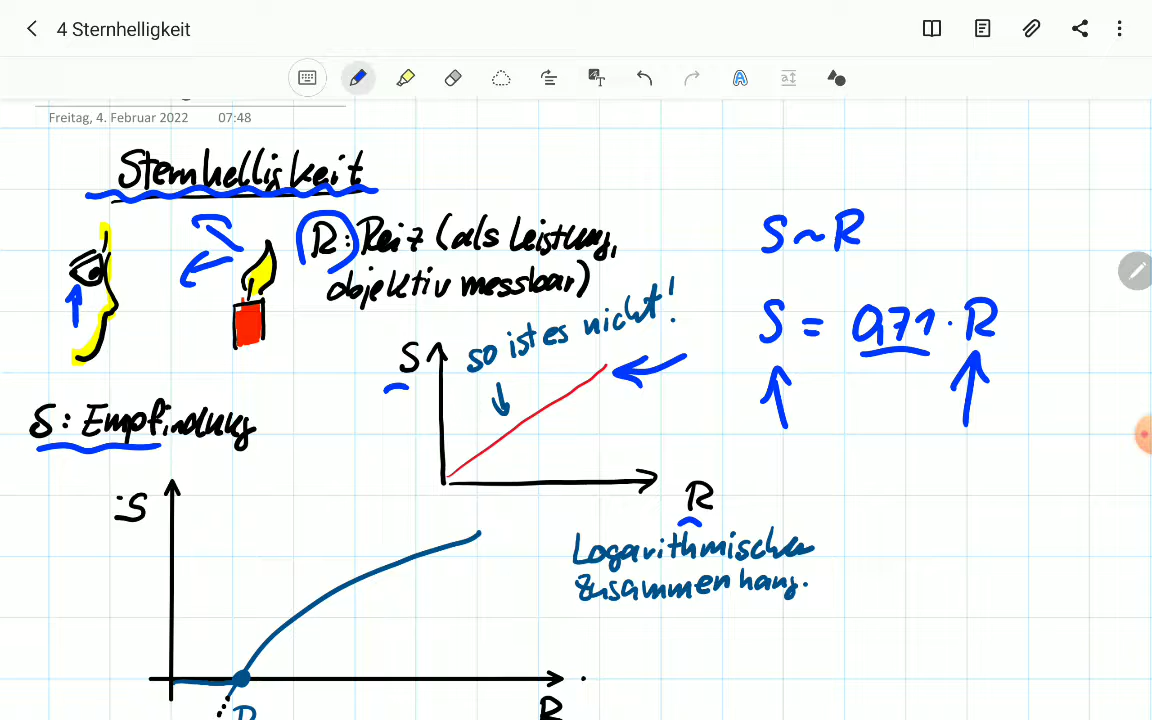 4 Sternhelligkeit
Freitag, 4. Februar 2022 07:48
Sternhelligkeit
R: Reiz (als Leistung,
objektiv messbar)
S ~ R
S = 0,71 · R
so ist es nicht!
S
R
S: Empfindung
S
Logarithmischer
Zusammenhang.
R